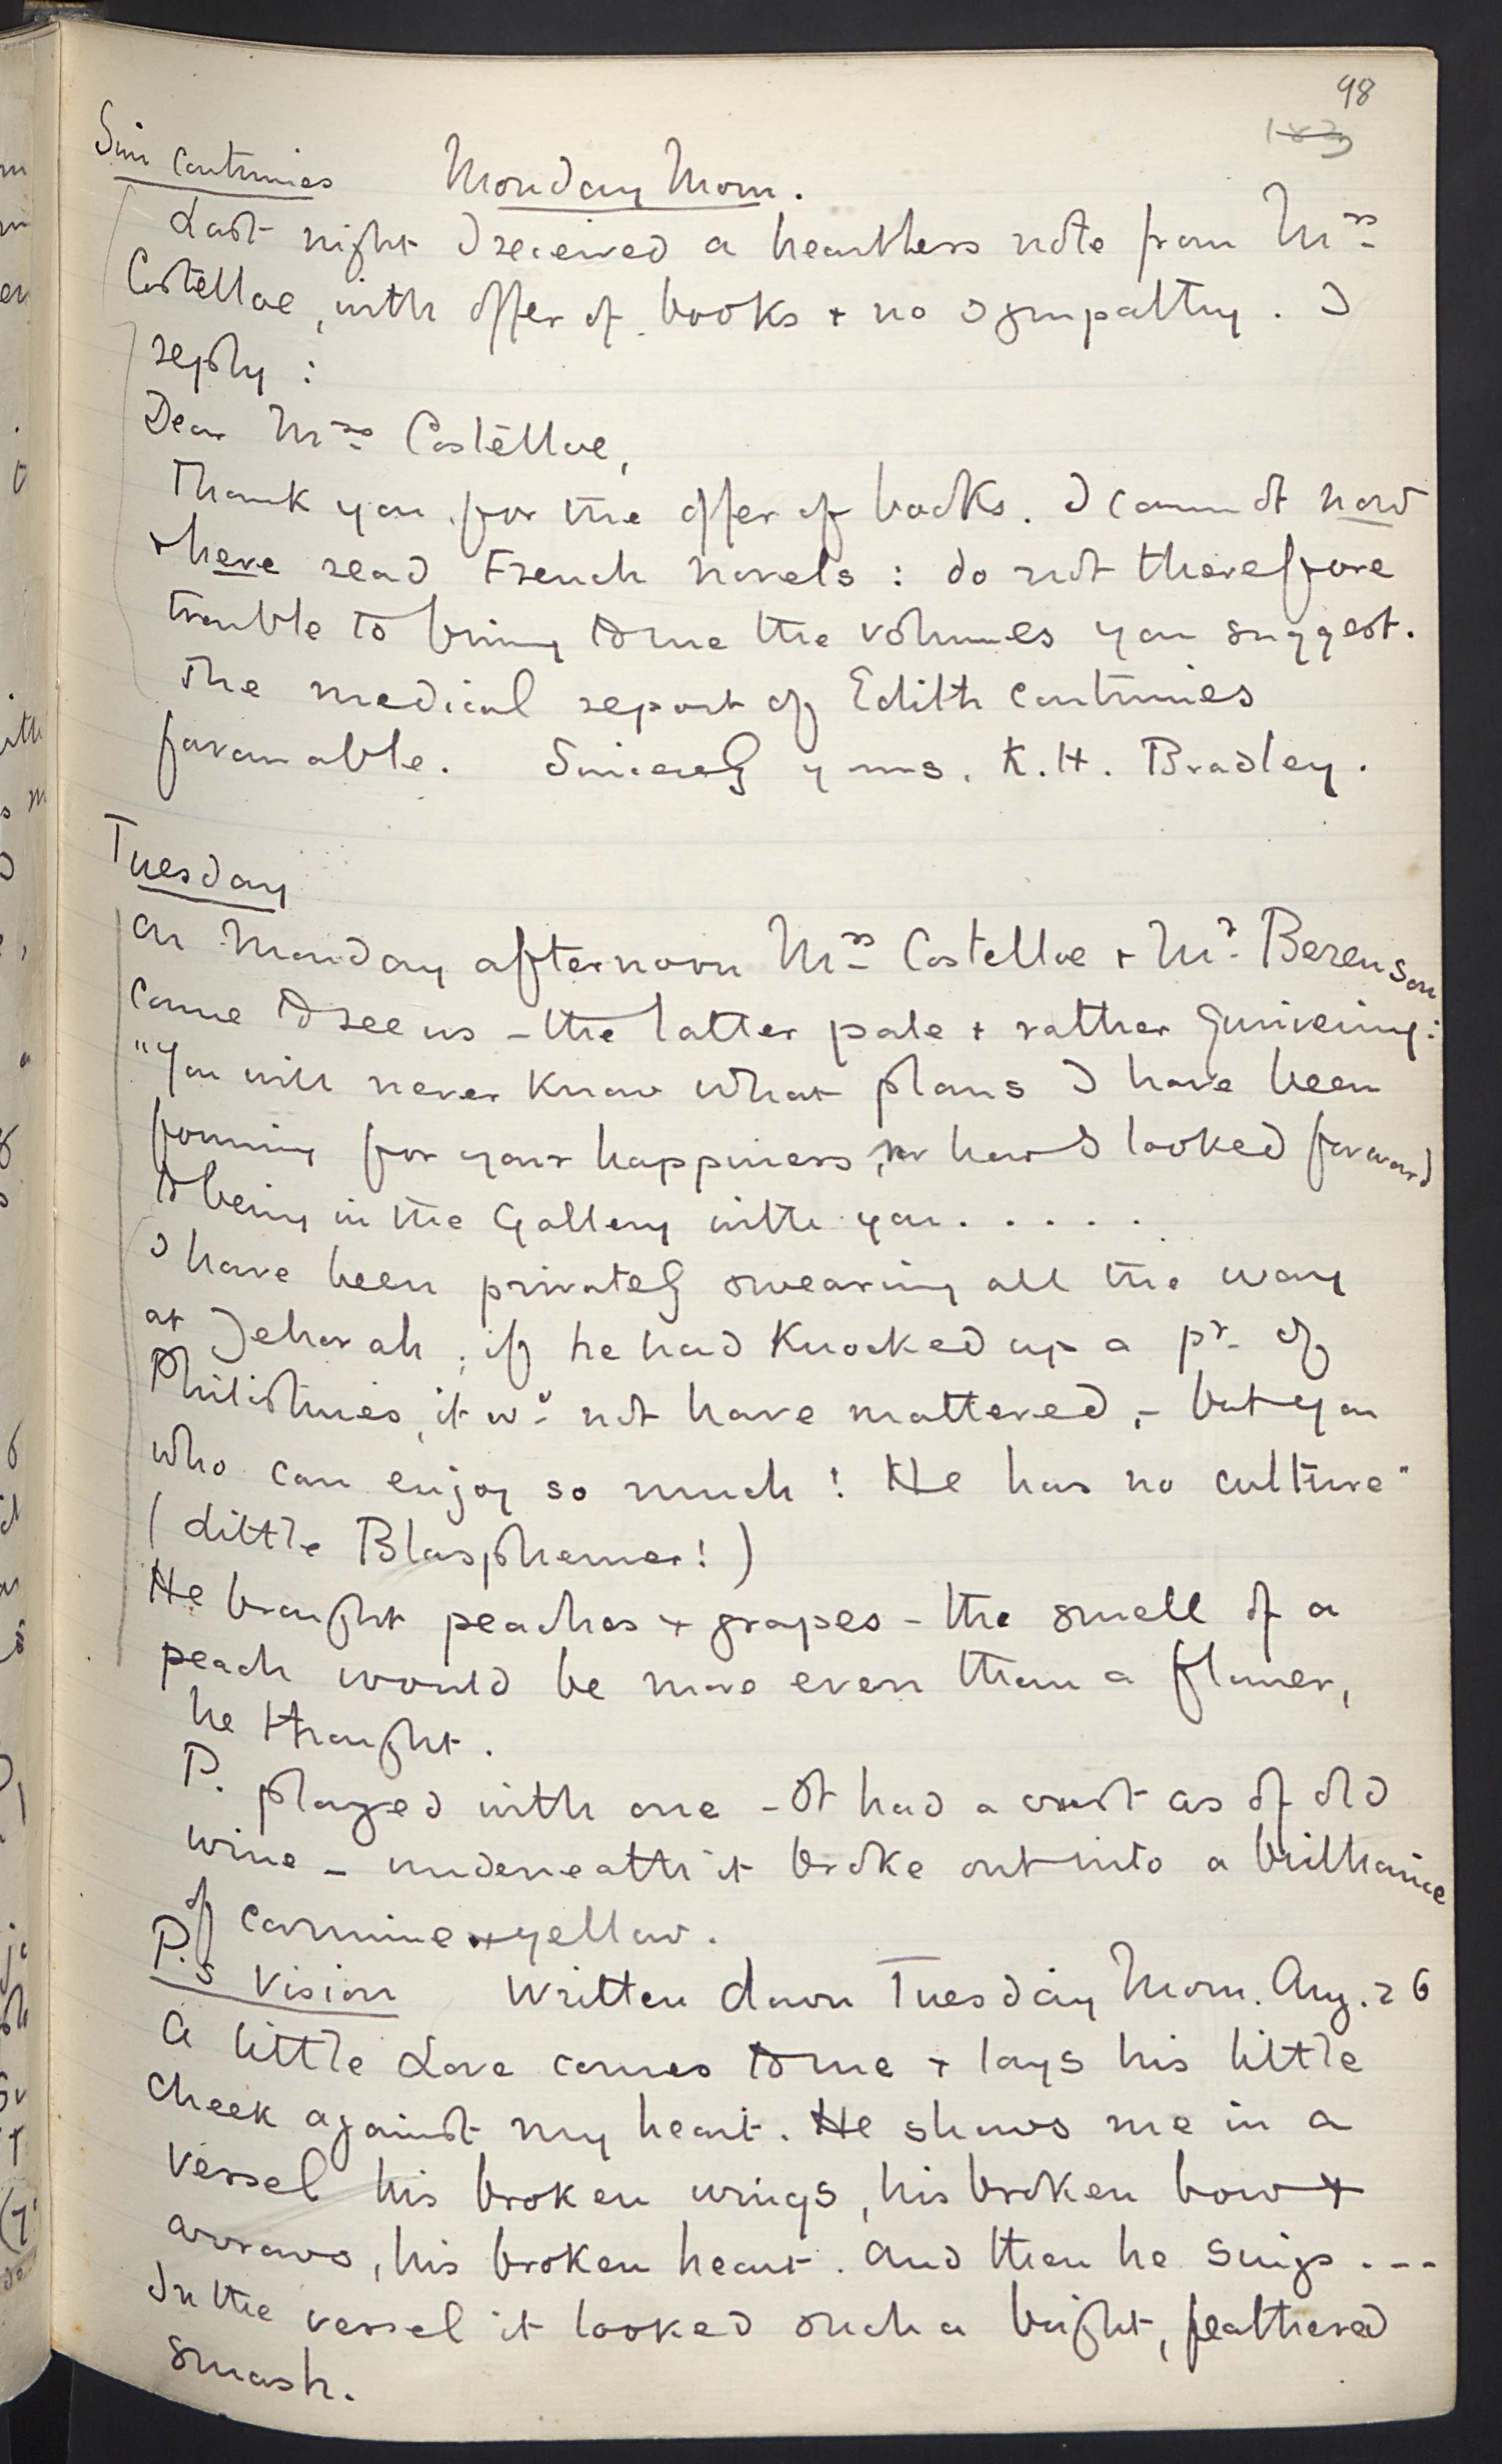 98
Sim continues Monday Morn.
Last night I received a heartless note from Mrs
Costelloe, with offer of books + no sympathy. I
reply:
Dear Mrs Costelloe,
Thank you for the offer of books. I cannot now
+ here read French novels: do not therefore
trouble to bring to me the volumes you suggest.
The medical report of Edith continues
favourable. Sincerely yours, K. H. Bradley.
Tuesday
On Monday afternoon Mrs Costelloe + Mr Berenson
came to see us - the latter pale + rather quivering:
"You will never know what plans I have been
forming for your happiness, nor how I looked forward
to being in the Gallery with you. . . . .
I have been privately swearing all the way
at Jehovah; if he had knocked up a pr. of
Philistines, it wd not have mattered, - but you
who can enjoy so much! He has no culture"
(Little Blasphemer!)
He brought peaches + grapes - the smell of a
peach would be more even than a flower,
he thought.
P. played with one - It had a crust as of old
wine - underneath it broke out into a brilliance
of carmine + yellow.
P.'s Vision Written down Tuesday Morn. Aug. 26
A little Love comes to me + lays his little
cheek against my heart. He shows me in a
vessel his broken wings, his broken bow +
arrows, his broken heart. And then he sings . - - -
In the vessel it looked such a bright, feathered
smash.